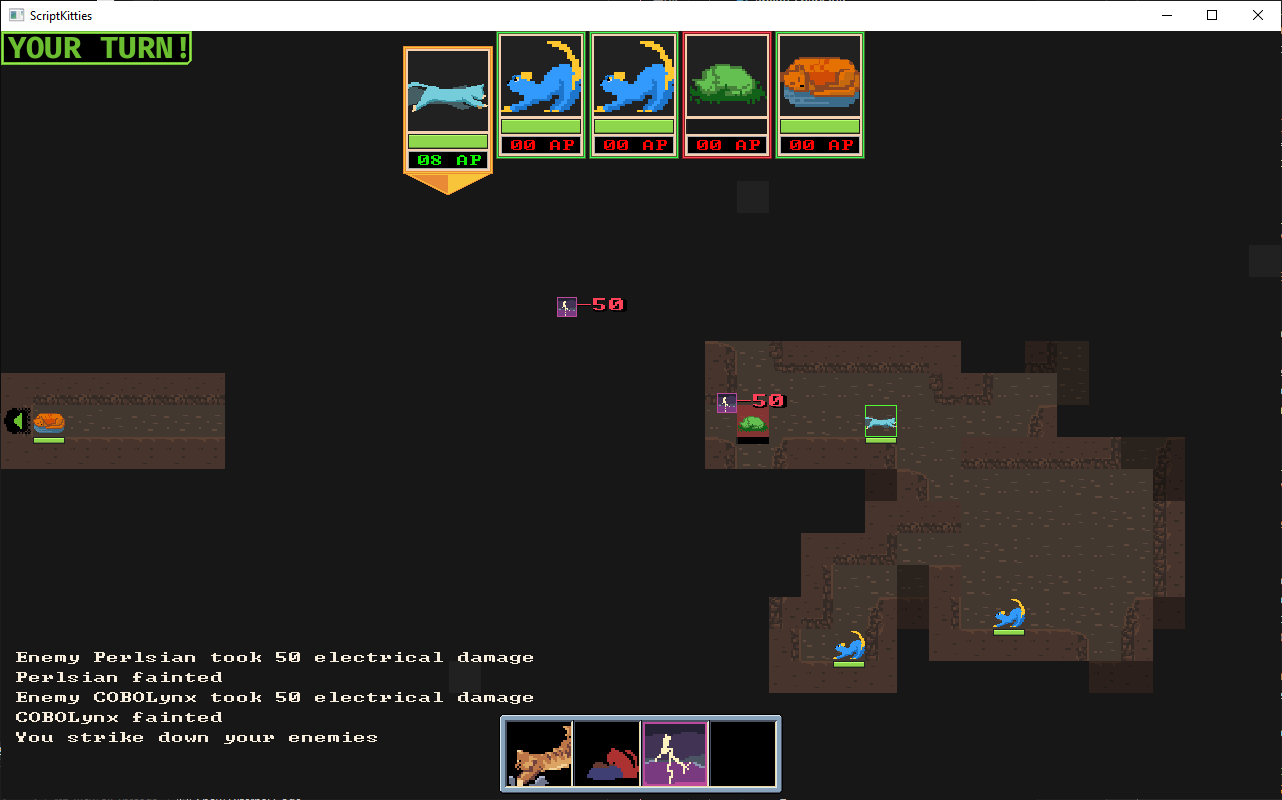 ScriptKitties
YOUR TURN!
08 AP
00 AP
00 AP
00 AP
00 AP
-50
-50
Enemy Perlsian took 50 electrical damage
Perlsian fainted
Enemy COBOLynx took 50 electrical damage
COBOLynx fainted
You strike down your enemies